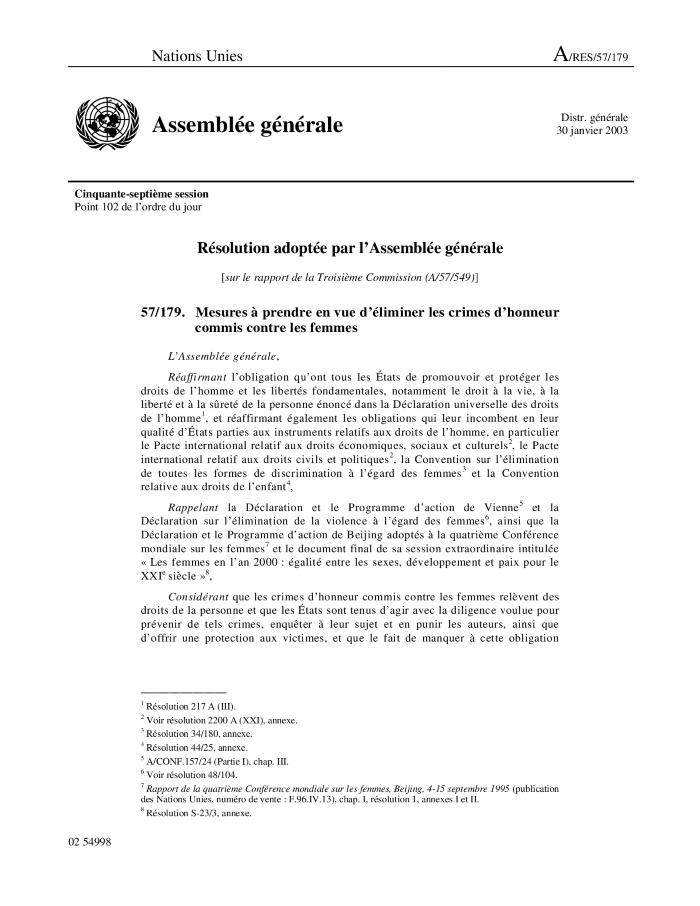 Nations Unies A/RES/57/179
Assemblée générale
Distr. générale
30 janvier 2003
Cinquante-septième session
Point 102 de l'ordre du jour
Résolution adoptée par l'Assemblée générale
[sur le rapport de la Troisième Commission (A/57/549)]
57/179. Mesures à prendre en vue d'éliminer les crimes d'honneur
commis contre les femmes
L'Assemblée générale,
Réaffirmant l'obligation qu'ont tous les États de promouvoir et protéger les
droits de l'homme et les libertés fondamentales, notamment le droit à la vie, à la
liberté et à la sûreté de la personne énoncé dans la Déclaration universelle des droits
de l'homme1, et réaffirmant également les obligations qui leur incombent en leur
qualité d'États parties aux instruments relatifs aux droits de l'homme, en particulier
le Pacte international relatif aux droits économiques, sociaux et culturels2, le Pacte
international relatif aux droits civils et politiques2, la Convention sur l'élimination
de toutes les formes de discrimination à l'égard des femmes3 et la Convention
relative aux droits de l'enfant4,
Rappelant la Déclaration et le Programme d'action de Vienne5 et la
Déclaration sur l'élimination de la violence à l'égard des femmes6, ainsi que la
Déclaration et le Programme d'action de Beijing adoptés à la quatrième Conférence
mondiale sur les femmes7 et le document final de sa session extraordinaire intitulée
« Les femmes en l'an 2000 : égalité entre les sexes, développement et paix pour le
XXIe siècle »8,
Considérant que les crimes d'honneur commis contre les femmes relèvent des
droits de la personne et que les États sont tenus d'agir avec la diligence voulue pour
prévenir de tels crimes, enquêter à leur sujet et en punir les auteurs, ainsi que
d'offrir une protection aux victimes, et que le fait de manquer à cette obligation
1 Résolution 217 A (III).
2 Voir résolution 2200 A (XXI), annexe.
3 Résolution 34/180, annexe.
4 Résolution 44/25, annexe.
5 A/CONF.157/24 (Partie I), chap. III.
6 Voir résolution 48/104.
7 Rapport de la quatrième Conférence mondiale sur les femmes, Beijing, 4-15 septembre 1995 (publication
des Nations Unies, numéro de vente : F.96.IV.13), chap. I, résolution 1, annexes I et II.
8 Résolution S-23/3, annexe.
02 54998